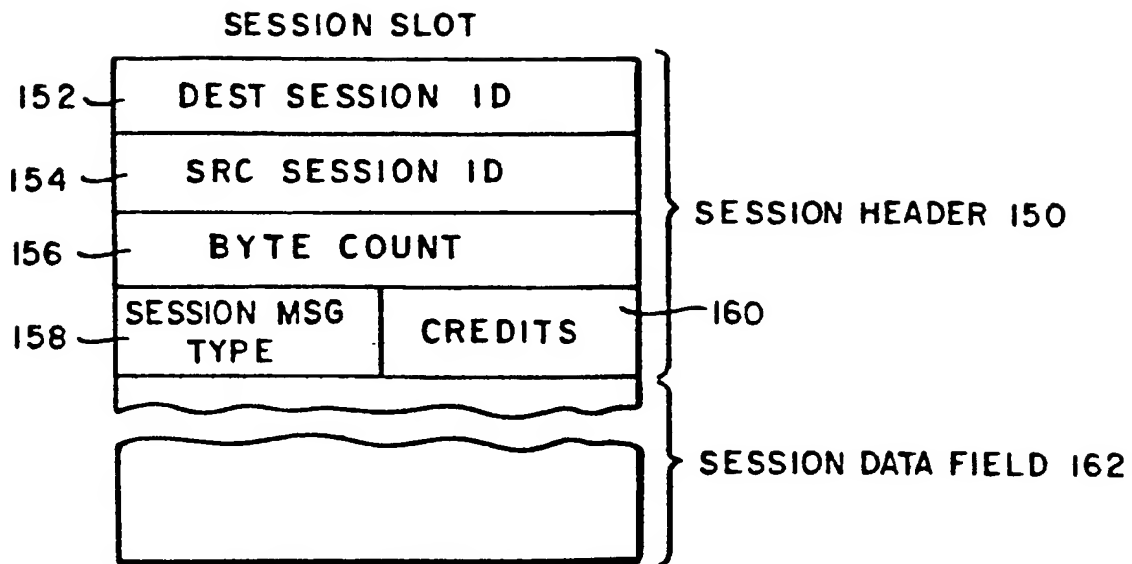 SESSION SLOT
152 DEST SESSION ID
154 SRC SESSION ID
SESSION HEADER 150
156 BYTE COUNT
158 SESSION MSG TYPE
CREDITS 160
SESSION DATA FIELD 162